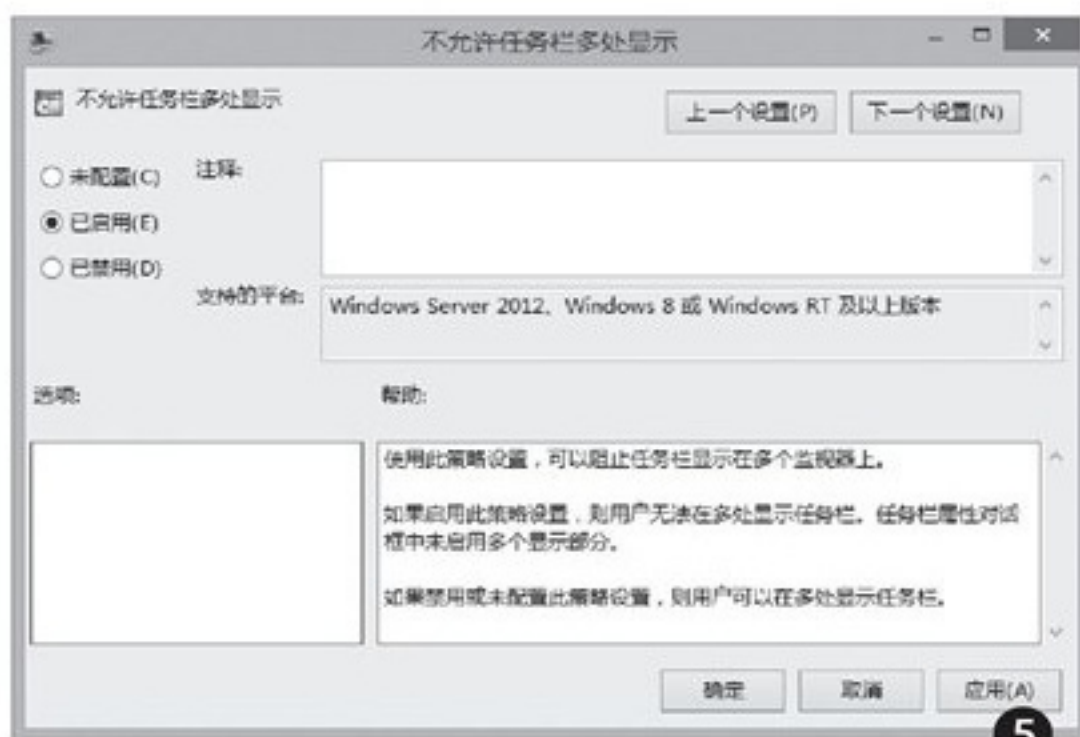 不允许任务栏多处显示
不允许任务栏多处显示
上一个设置(P)
下一个设置(N)
未配置(C)
注释:
已启用(E)
已禁用(D)
支持的平台:
Windows Server 2012、Windows 8 或 Windows RT 及以上版本
选项:
帮助:
使用此策略设置，可以阻止任务栏显示在多个监视器上。
如果启用此策略设置，则用户无法在多处显示任务栏。任务栏属性对话
框中未启用多个显示部分。
如果禁用或未配置此策略设置，则用户可以在多处显示任务栏。
确定
取消
应用(A)
5